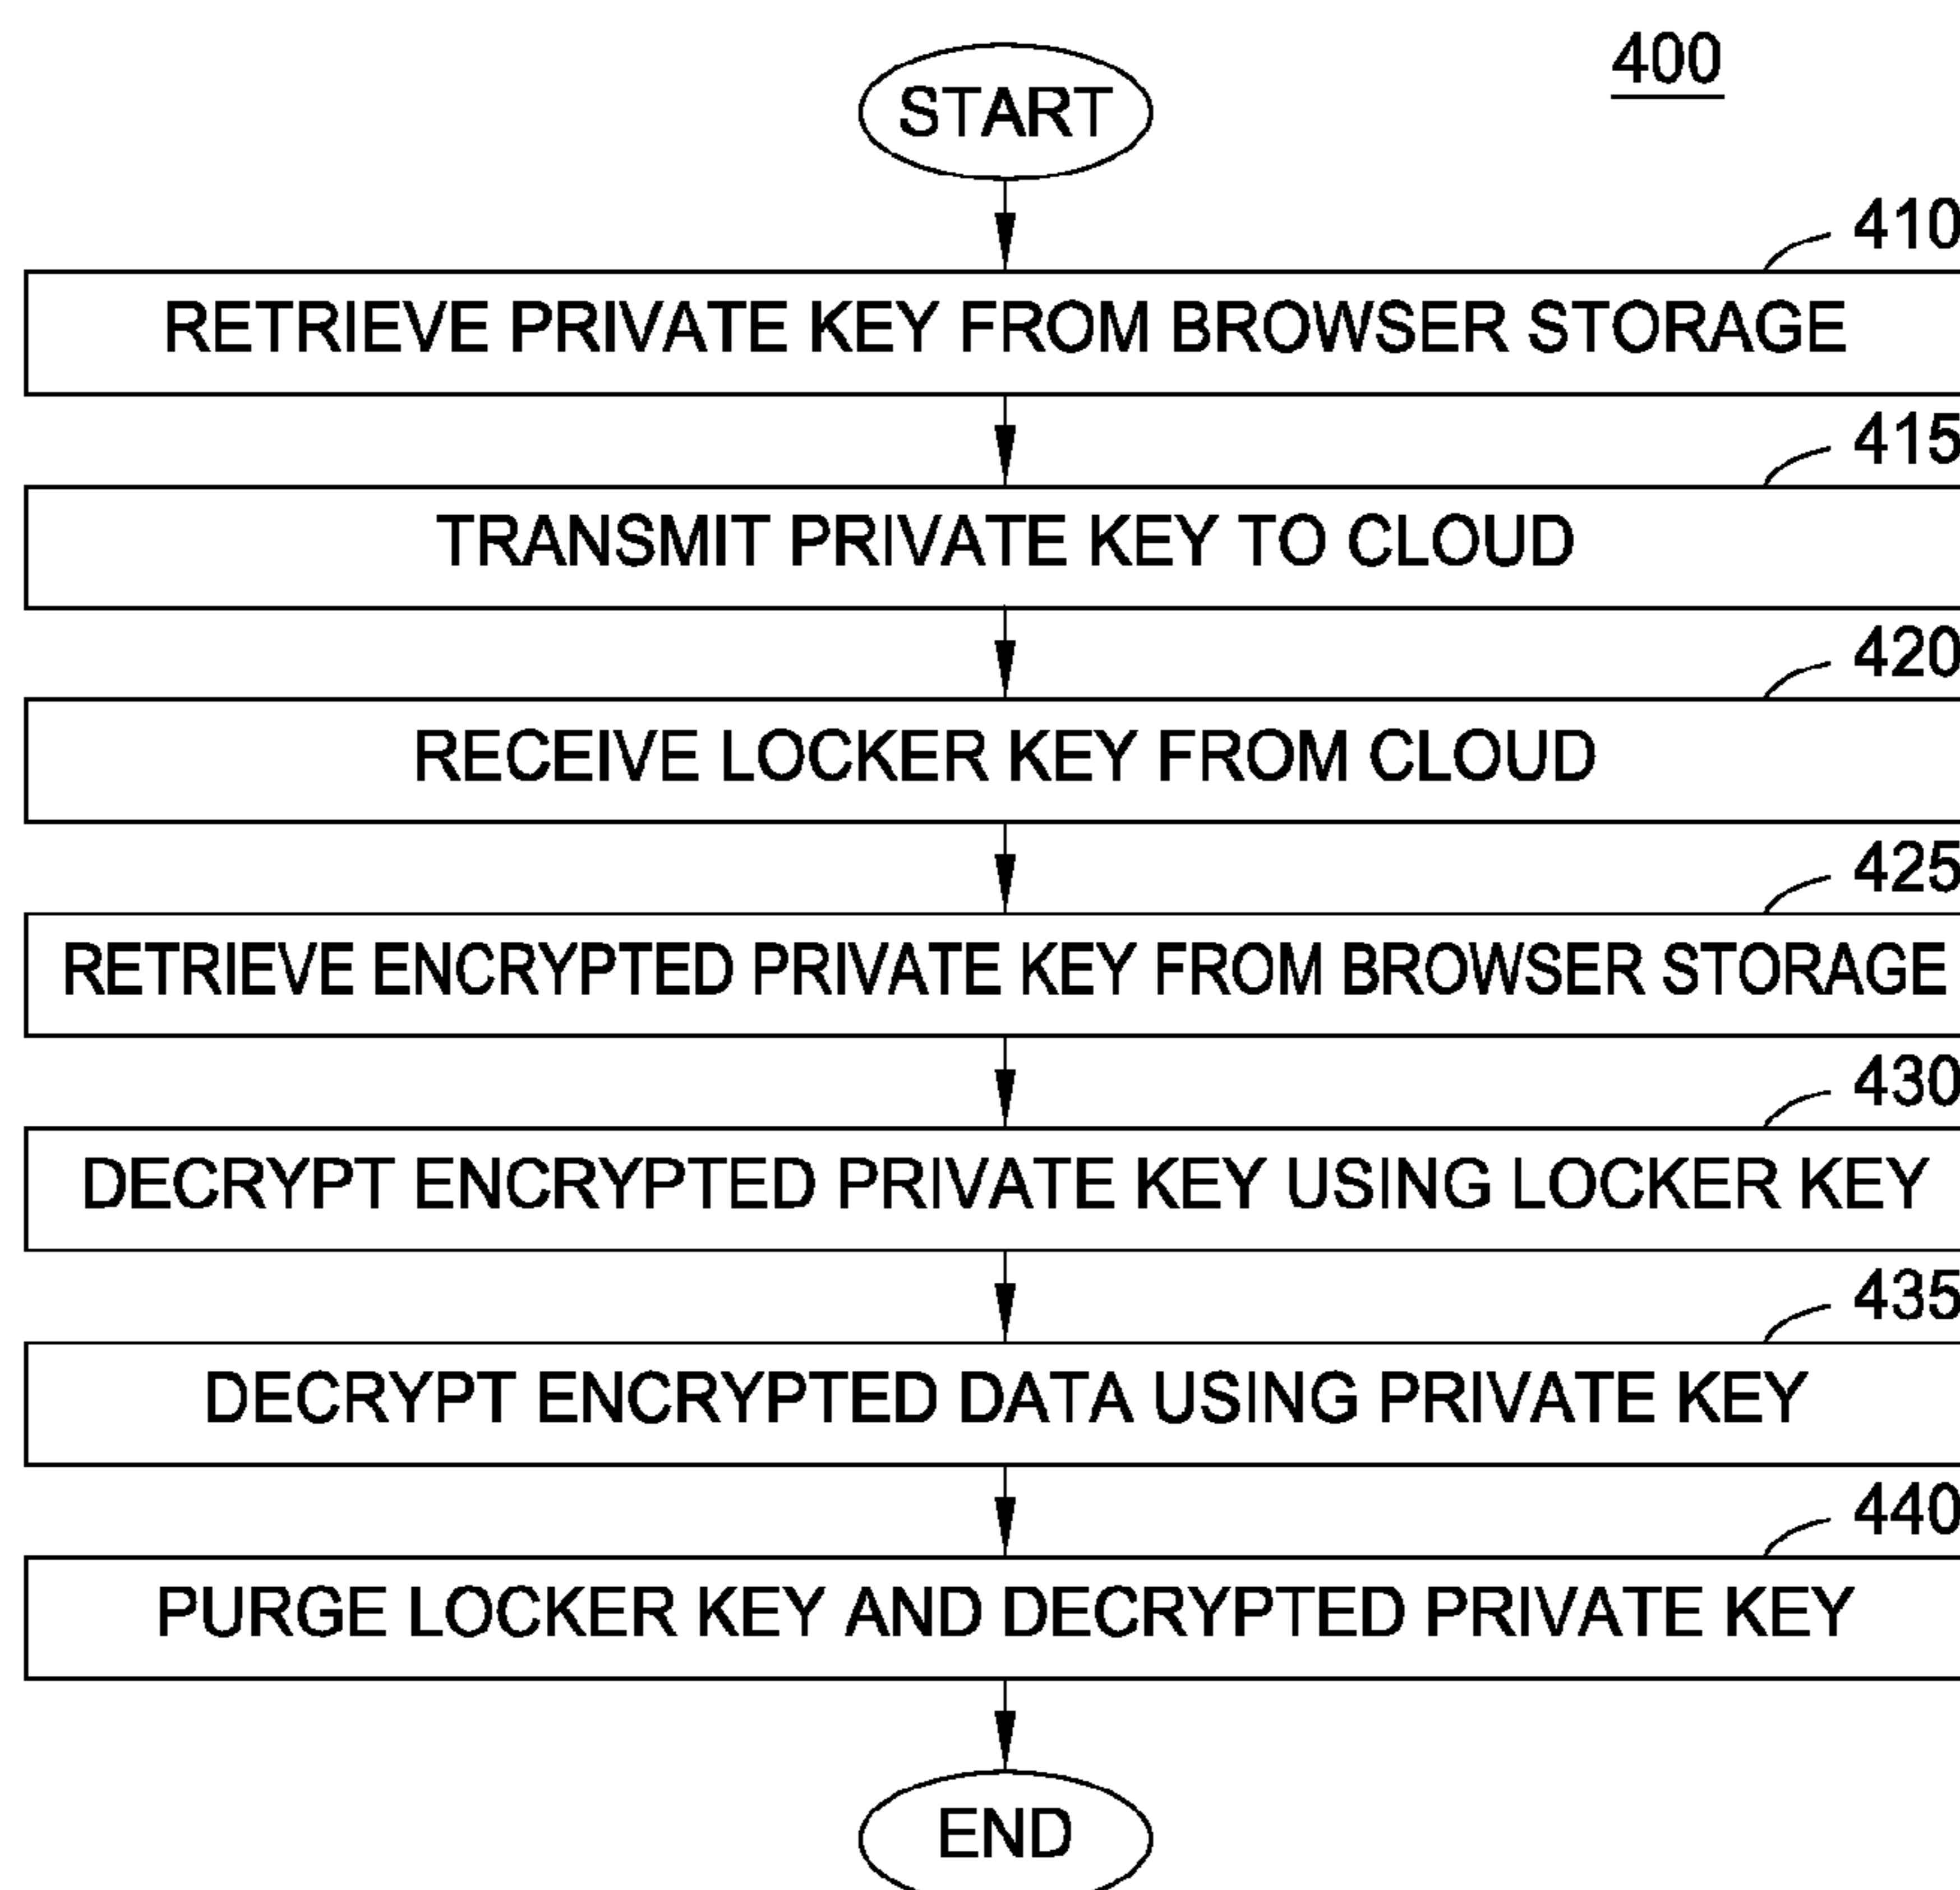 400
START
410
RETRIEVE PRIVATE KEY FROM BROWSER STORAGE
415
TRANSMIT PRIVATE KEY TO CLOUD
420
RECEIVE LOCKER KEY FROM CLOUD
425
RETRIEVE ENCRYPTED PRIVATE KEY FROM BROWSER STORAGE
430
DECRYPT ENCRYPTED PRIVATE KEY USING LOCKER KEY
435
DECRYPT ENCRYPTED DATA USING PRIVATE KEY
440
PURGE LOCKER KEY AND DECRYPTED PRIVATE KEY
END